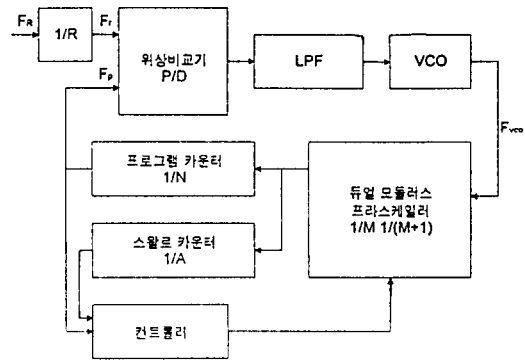 F_R
1/R
F_r
F_p
위상비교기
P/D
LPF
VCO
F_vco
프로그램 카운터
1/N
듀얼 모듈러스
프라스케일러
1/M 1/(M+1)
스왈로 카운터
1/A
컨트롤러